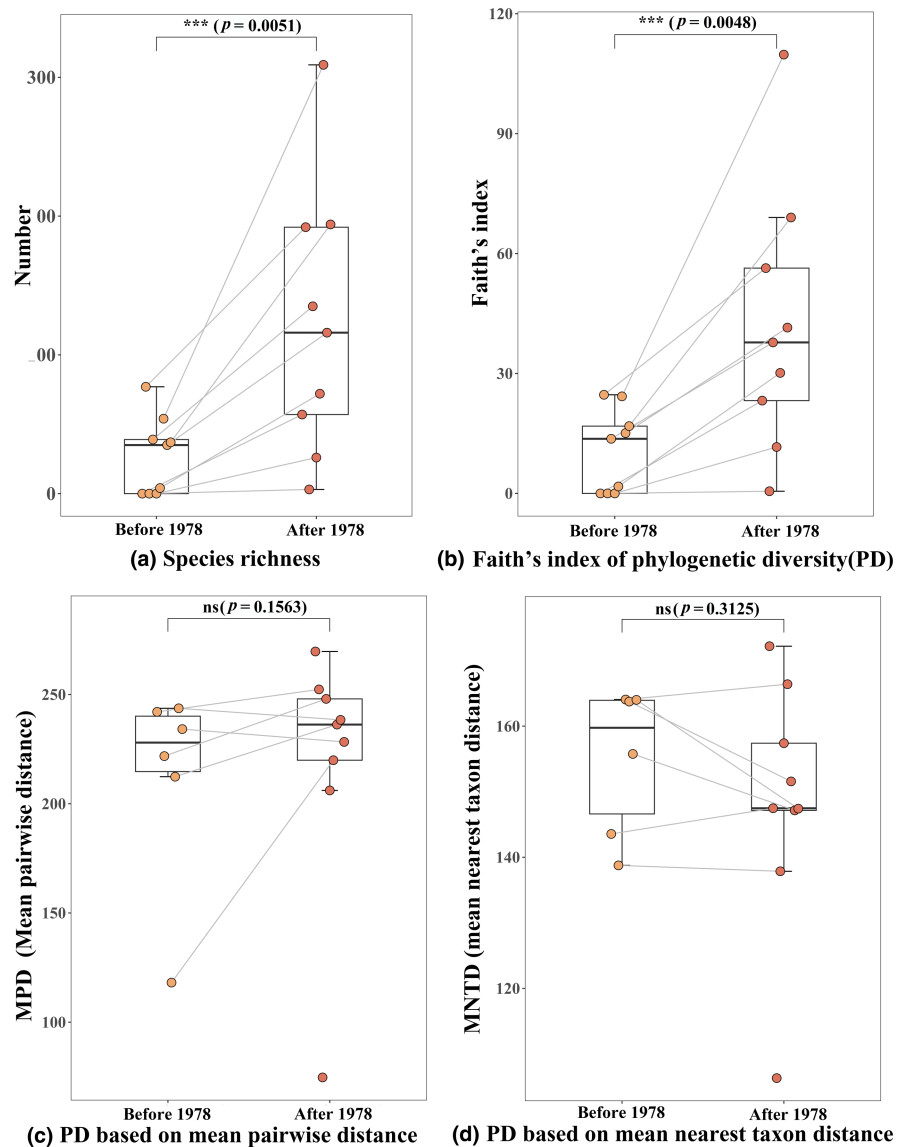 *** ( p = 0.0051)
300
00
_00
0
Number
Before 1978
After 1978
(a) Species richness
*** ( p = 0.0048)
120
90
60
30
0
Faith's index
Before 1978
After 1978
(b) Faith's index of phylogenetic diversity(PD)
ns( p = 0.1563)
250
200
150
100
MPD (Mean pairwise distance)
Before 1978
After 1978
(c) PD based on mean pairwise distance
ns( p = 0.3125)
160
140
120
MNTD (mean nearest taxon distance)
Before 1978
After 1978
(d) PD based on mean nearest taxon distance